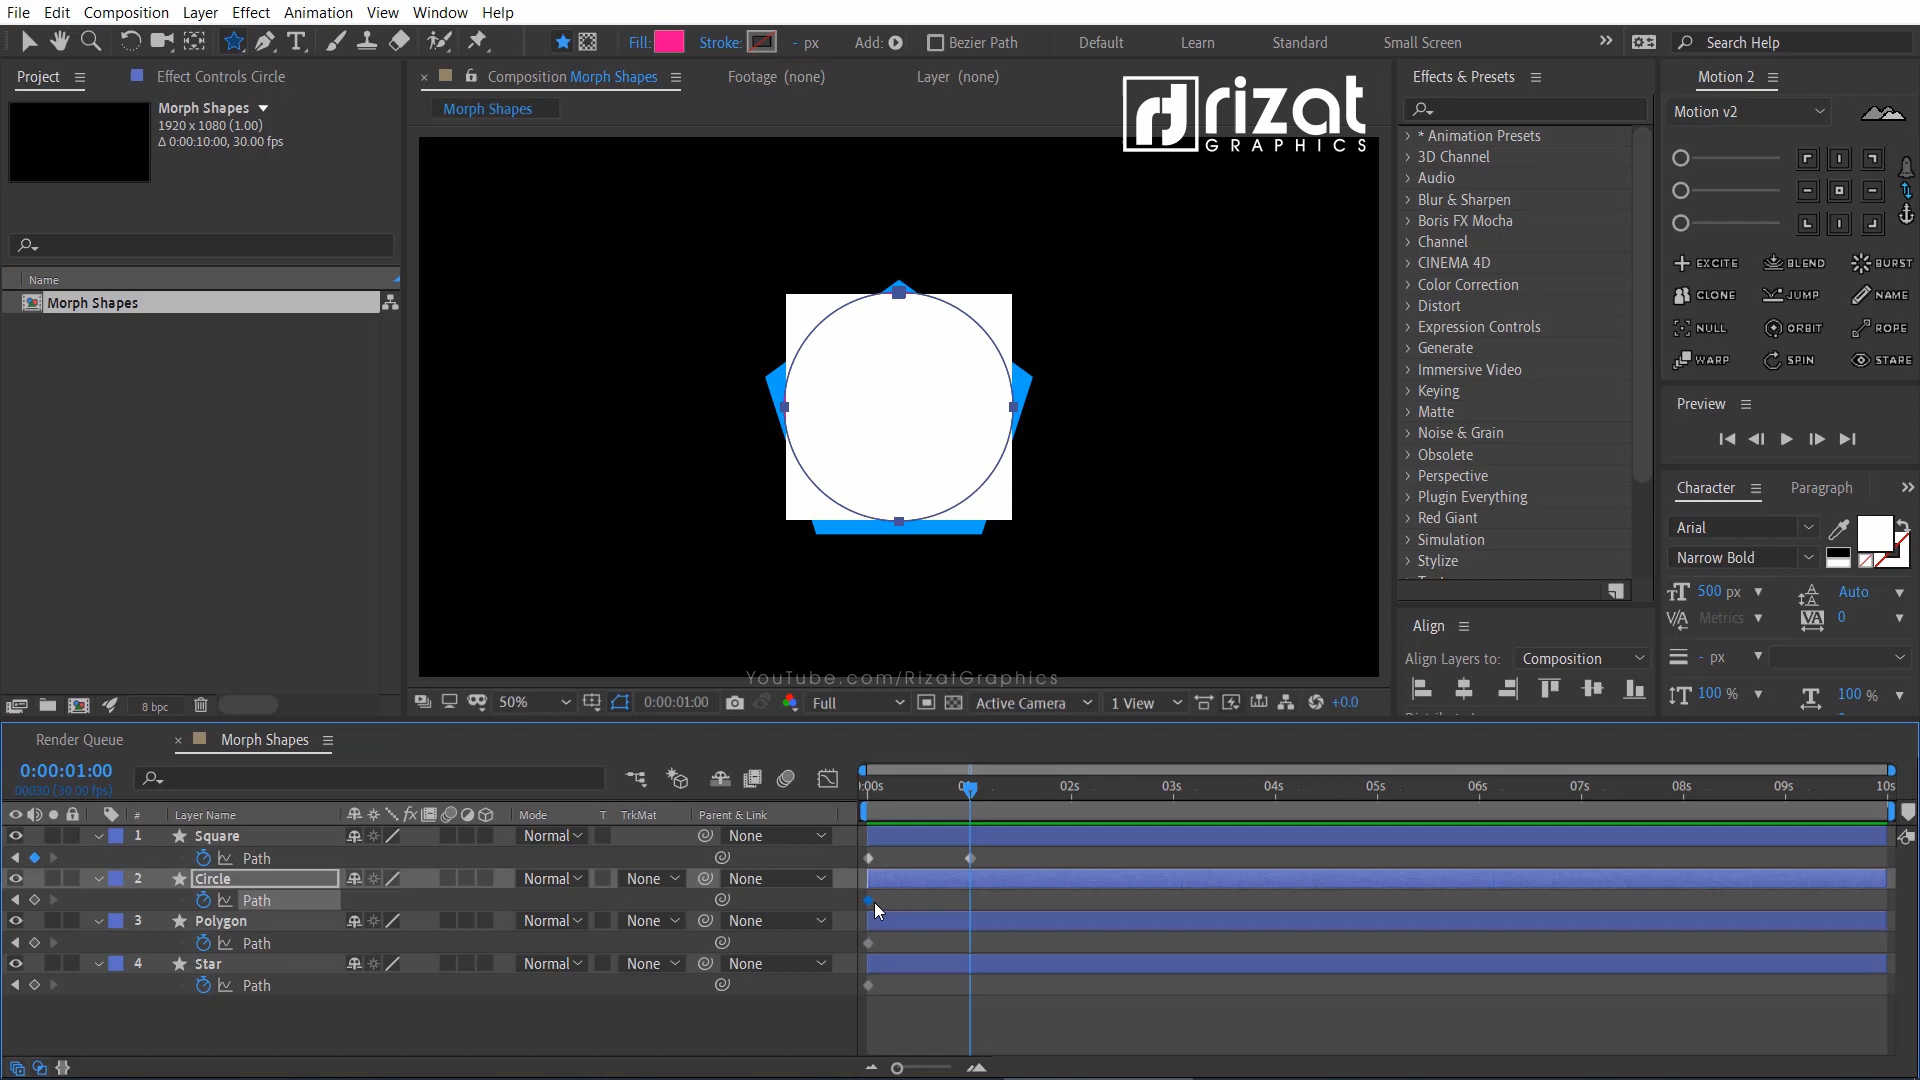 File Edit Composition Layer Effect Animation View Window Help
Fill: Stroke: - px Add: Bezier Path Default Learn Standard Small Screen Search Help
Project Effect Controls Circle
Composition Morph Shapes Footage (none) Layer (none)
Effects & Presets
Motion 2
Morph Shapes
1920 x 1080 (1.00)
Δ 0:00:10:00, 30.00 fps
Morph Shapes
rizat
GRAPHICS
Motion v2
* Animation Presets
3D Channel
Audio
Blur & Sharpen
Boris FX Mocha
Channel
CINEMA 4D
Color Correction
Distort
Expression Controls
Generate
Immersive Video
Keying
Matte
Noise & Grain
Obsolete
Perspective
Plugin Everything
Red Giant
Simulation
Stylize
EXCITE BLEND BURST
CLONE JUMP NAME
NULL ORBIT ROPE
WARP SPIN STARE
Name
Morph Shapes
Preview
Character Paragraph
Arial
Narrow Bold
500 px Auto
Metrics 0
- px
100 % 100 %
Align
Align Layers to: Composition
YouTube.com/RizatGraphics
8 bpc
50% 0:00:01:00 Full Active Camera 1 View +0.0
Render Queue Morph Shapes
0:00:01:00
00030 (30.00 fps)
02s 03s 04s 05s 06s 07s 08s 09s 10s
# Layer Name Mode T TrkMat Parent & Link
1 Square Normal None
Path
2 Circle Normal None None
Path
3 Polygon Normal None None
Path
4 Star Normal None None
Path